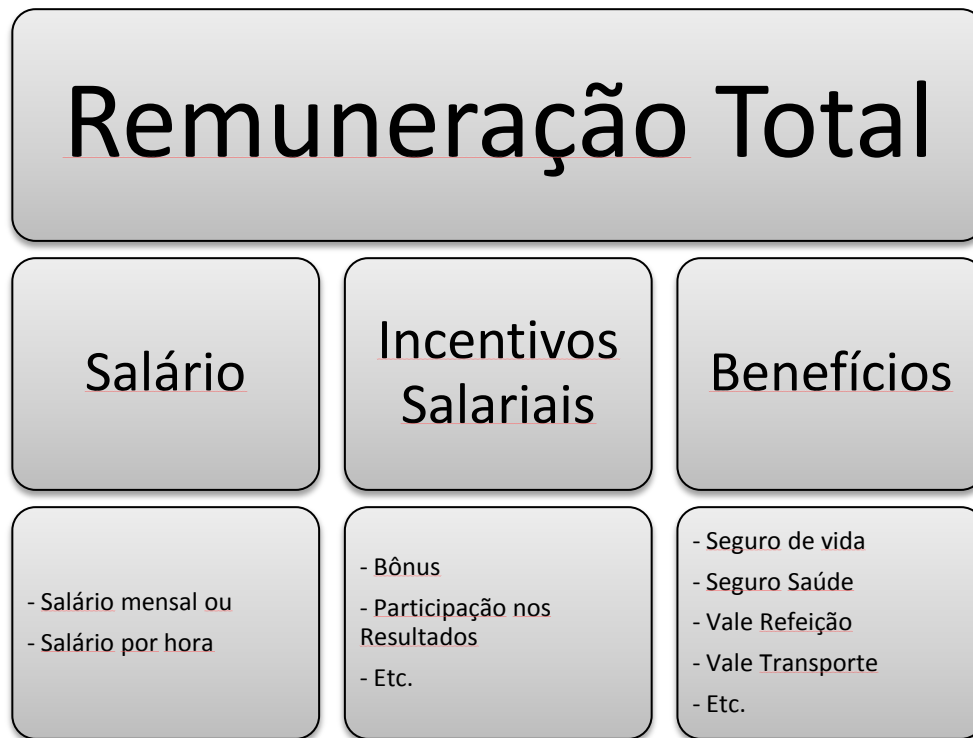 Remuneração Total
Salário
Incentivos
Salariais
Benefícios
- Salário mensal ou
- Salário por hora
- Bônus
- Participação nos
Resultados
- Etc.
- Seguro de vida
- Seguro Saúde
- Vale Refeição
- Vale Transporte
- Etc.